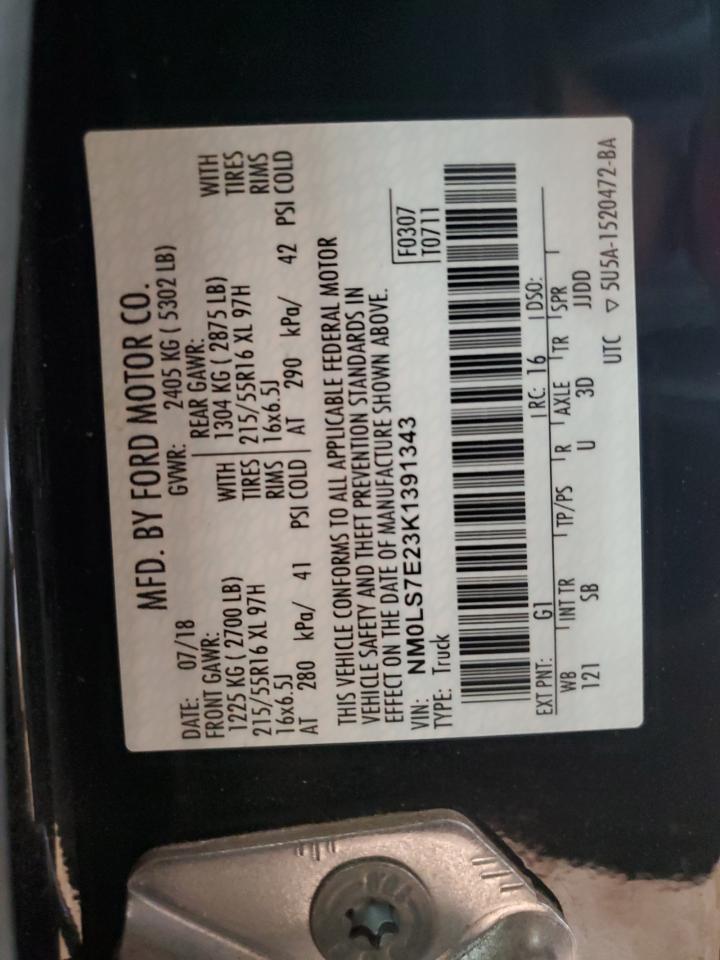 MFD. BY FORD MOTOR CO.
DATE: 07/18 GVWR: 2405 KG ( 5302 LB)
FRONT GAWR: REAR GAWR:
1225 KG ( 2700 LB) WITH 1304 KG ( 2875 LB) WITH
215/55R16 XL 97H TIRES 215/55R16 XL 97H TIRES
16x6.5J RIMS 16x6.5J RIMS
AT 280 kPa/ 41 PSI COLD AT 290 kPa/ 42 PSI COLD
THIS VEHICLE CONFORMS TO ALL APPLICABLE FEDERAL MOTOR
VEHICLE SAFETY AND THEFT PREVENTION STANDARDS IN
EFFECT ON THE DATE OF MANUFACTURE SHOWN ABOVE.
VIN: NM0LS7E23K1391343 F0307
TYPE: Truck T0711
EXT PNT: G1 RC: 16 DSO:
WB INT TR TP/PS R AXLE TR SPR
121 SB U 3D JJDD
UTC ▽ 5U5A-1520472-BA